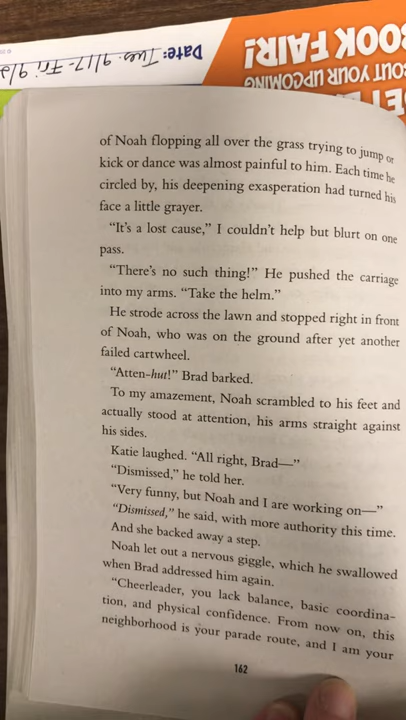 BOOK FAIR!
OUT YOUR UPCOMING
Date: Tues. 9/17 - Fri 9/2
of Noah flopping all over the grass trying to jump or
kick or dance was almost painful to him. Each time he
circled by, his deepening exasperation had turned his
face a little grayer.
“It’s a lost cause,” I couldn’t help but blurt on one
pass.
“There’s no such thing!” He pushed the carriage
into my arms. “Take the helm.”
He strode across the lawn and stopped right in front
of Noah, who was on the ground after yet another
failed cartwheel.
“Atten-hut!” Brad barked.
To my amazement, Noah scrambled to his feet and
actually stood at attention, his arms straight against
his sides.
Katie laughed. “All right, Brad—”
“Dismissed,” he told her.
“Very funny, but Noah and I are working on—”
“Dismissed,” he said, with more authority this time.
And she backed away a step.
Noah let out a nervous giggle, which he swallowed
when Brad addressed him again.
“Cheerleader, you lack balance, basic coordina-
tion, and physical confidence. From now on, this
neighborhood is your parade route, and I am your
162